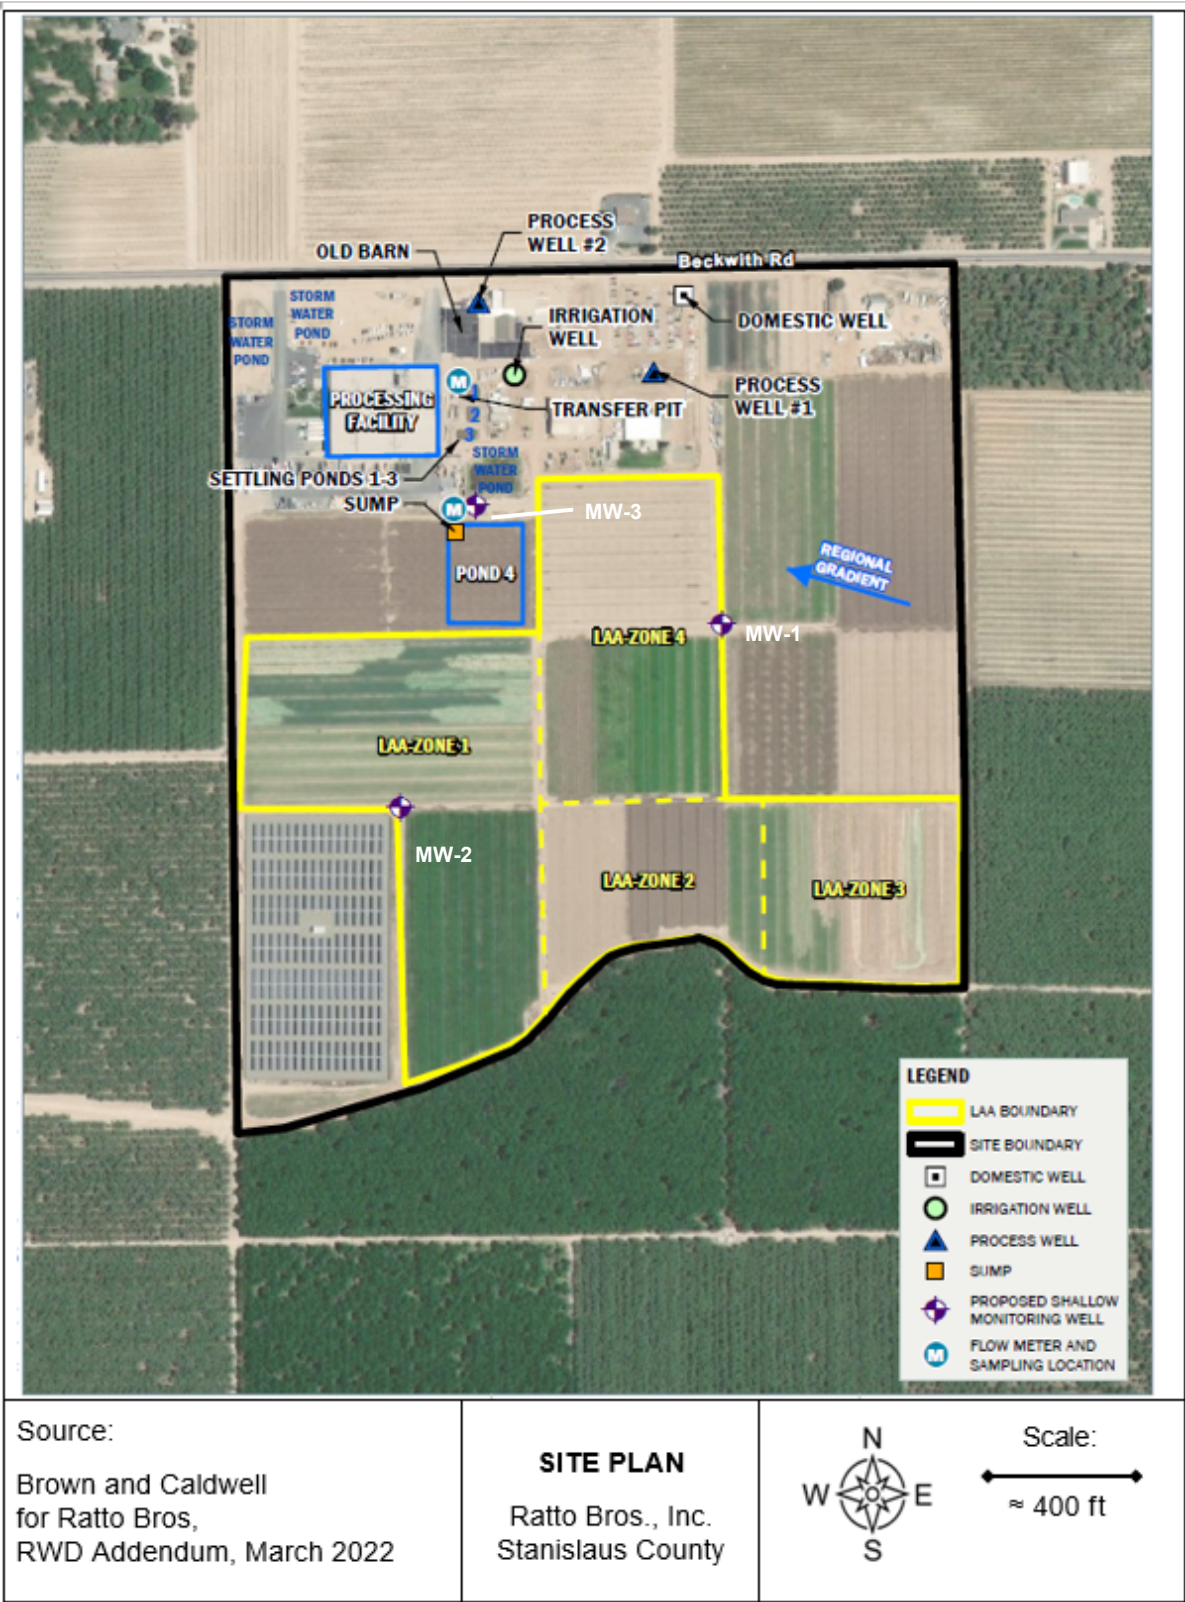 PROCESS
WELL #2
OLD BARN
Beckwith Rd
STORM
WATER
POND
STORM
WATER
POND
IRRIGATION
WELL
DOMESTIC WELL
M
1
PROCESSING
FACILITY
2
TRANSFER PIT
PROCESS
WELL #1
3
STORM
WATER
POND
SETTLING PONDS 1-3
SUMP
M
MW-3
POND 4
REGIONAL
GRADIENT
LAA-ZONE 4
MW-1
LAA-ZONE 1
MW-2
LAA-ZONE 2
LAA-ZONE 3
LEGEND
LAA BOUNDARY
SITE BOUNDARY
DOMESTIC WELL
IRRIGATION WELL
PROCESS WELL
SUMP
PROPOSED SHALLOW
MONITORING WELL
M
FLOW METER AND
SAMPLING LOCATION
Source:
Brown and Caldwell
for Ratto Bros,
RWD Addendum, March 2022
SITE PLAN
Ratto Bros., Inc.
Stanislaus County
N
W E
S
Scale:
≈ 400 ft